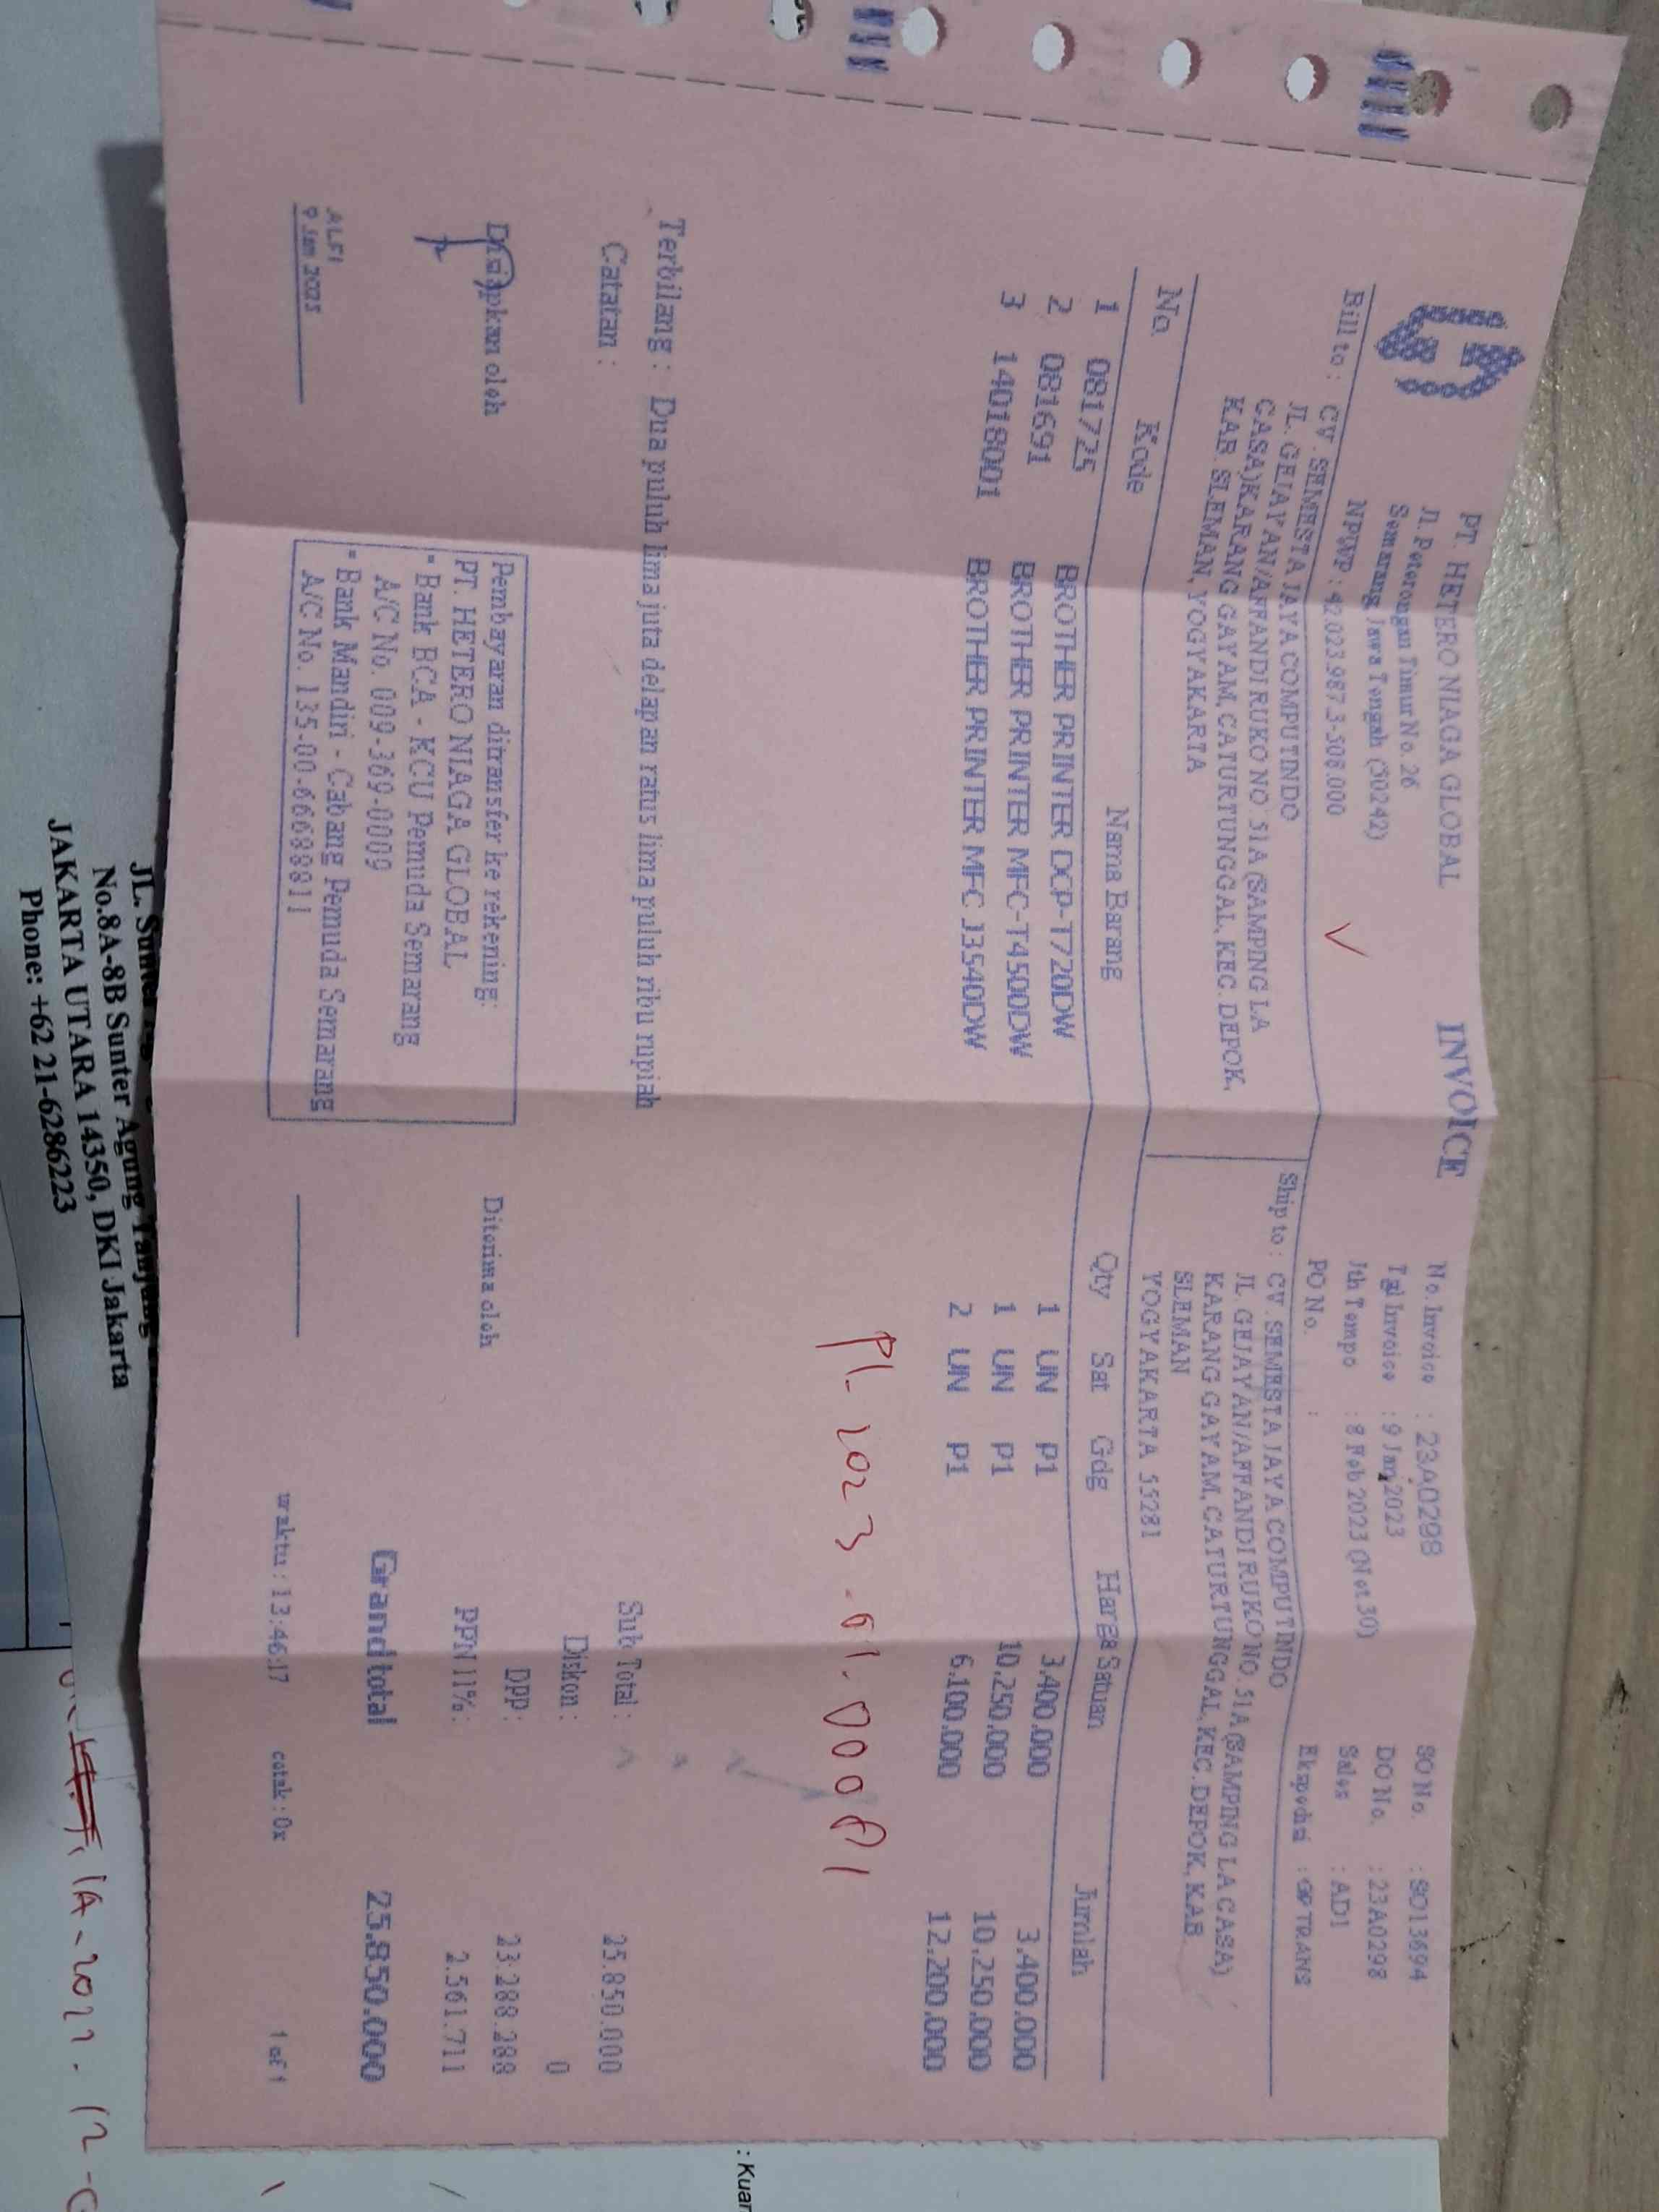 PT. HETERO NIAGA GLOBAL
Jl. Peterongan Timur No. 26
Semarang Jawa Tengah (50242)
NPWP : 42.023.987.3-508.000
INVOICE
No. Invoice : 23A0298
Tgl Invoice : 9 Jan 2023
Jth Tempo : 8 Feb 2023 (Net 30)
PO No. :
SO No. : SO13694
DO No. : 23A0298
Sales : AD1
Ekspedisi : GP TRANS
Bill to : CV. SEMESTA JAYA COMPUTINDO
JL. GEJAYAN/AFFANDI RUKO NO. 51A (SAMPING LA
CASA)KARANG GAYAM, CATURTUNGGAL, KEC. DEPOK,
KAB. SLEMAN, YOGYAKARTA
Ship to : CV. SEMESTA JAYA COMPUTINDO
JL. GEJAYAN/AFFANDI RUKO NO. 51A (SAMPING LA CASA)
KARANG GAYAM, CATURTUNGGAL, KEC. DEPOK, KAB
SLEMAN
YOGYAKARTA 55281
No. Kode Nama Barang Qty Sat Gdg Harga Satuan Jumlah
1 081725 BROTHER PRINTER DCP-T720DW 1 UN P1 3.400.000 3.400.000
2 081691 BROTHER PRINTER MFC-T4500DW 1 UN P1 10.250.000 10.250.000
3 14018001 BROTHER PRINTER MFC J3540DW 2 UN P1 6.100.000 12.200.000
PL 2023-01.00081
Terbilang : Dua puluh lima juta delapan ratus lima puluh ribu rupiah
Catatan :
Sub Total : 25.850.000
Diskon : 0
DPP : 23.288.288
PPN 11% : 2.561.711
Grand total 25.850.000
Disiapkan oleh
ALFI
Pembayaran ditransfer ke rekening:
PT. HETERO NIAGA GLOBAL
* Bank BCA - KCU Pemuda Semarang
A/C No. 009-369-0009
* Bank Mandiri - Cabang Pemuda Semarang
A/C No. 135-00-6668881 1
Diterima oleh
waktu : 13:46:17 cetak : 0x 1 of 1
JL. Sunter Agung
No.8A-8B Sunter Agung Tanjung
JAKARTA UTARA 14350, DKI Jakarta
Phone: +62 21-6286223
IA-2022.12-
: Kuar